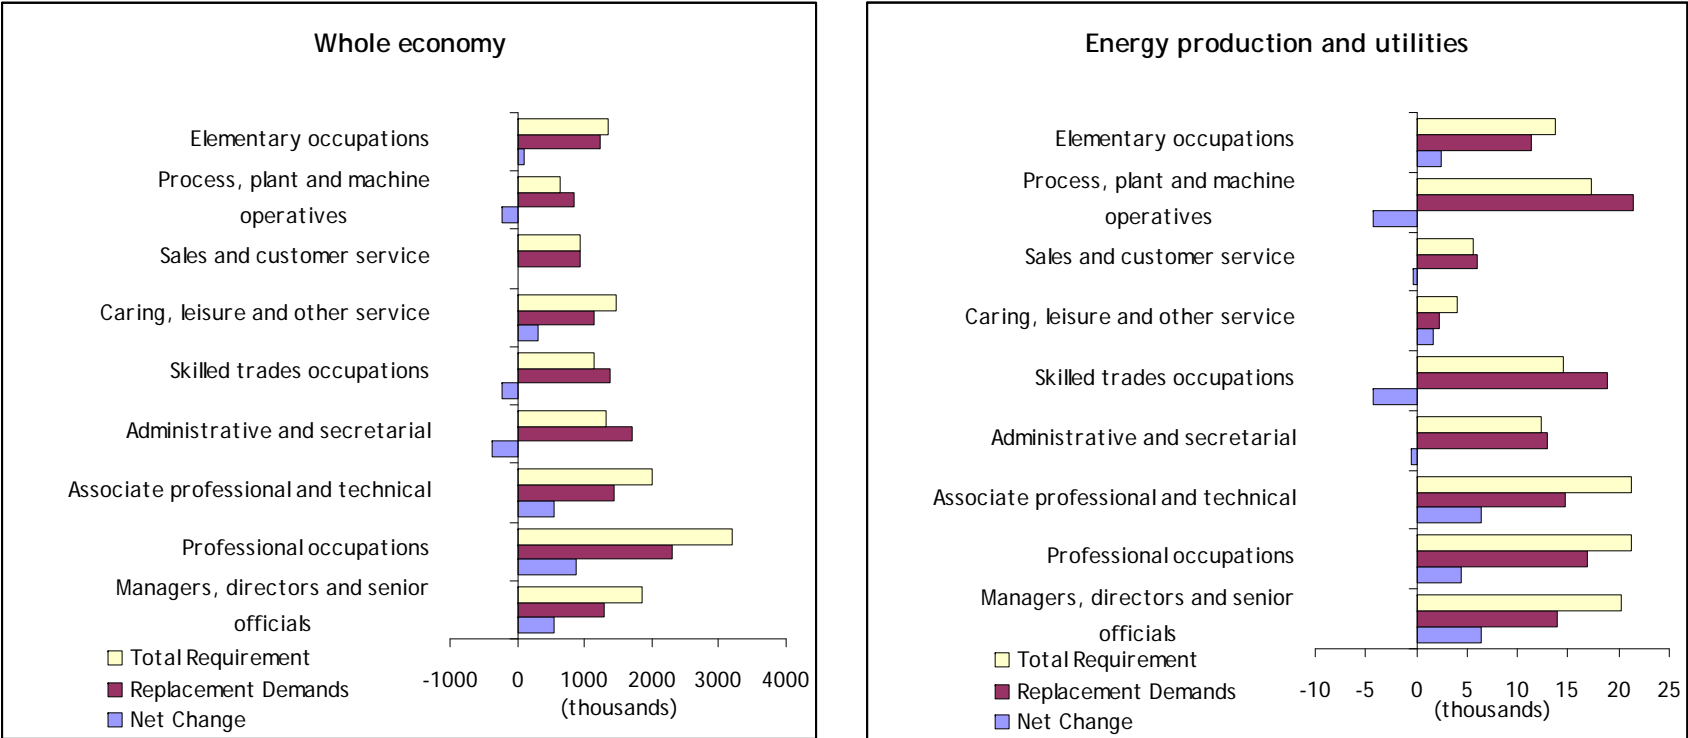 Whole economy
Elementary occupations
Process, plant and machine
operatives
Sales and customer service
Caring, leisure and other service
Skilled trades occupations
Administrative and secretarial
Associate professional and technical
Professional occupations
Managers, directors and senior
officials
Total Requirement
Replacement Demands
Net Change
-1000 0 1000 2000 3000 4000
(thousands)
Energy production and utilities
Elementary occupations
Process, plant and machine
operatives
Sales and customer service
Caring, leisure and other service
Skilled trades occupations
Administrative and secretarial
Associate professional and technical
Professional occupations
Managers, directors and senior
officials
Total Requirement
Replacement Demands
Net Change
-10 -5 0 5 10 15 20 25
(thousands)